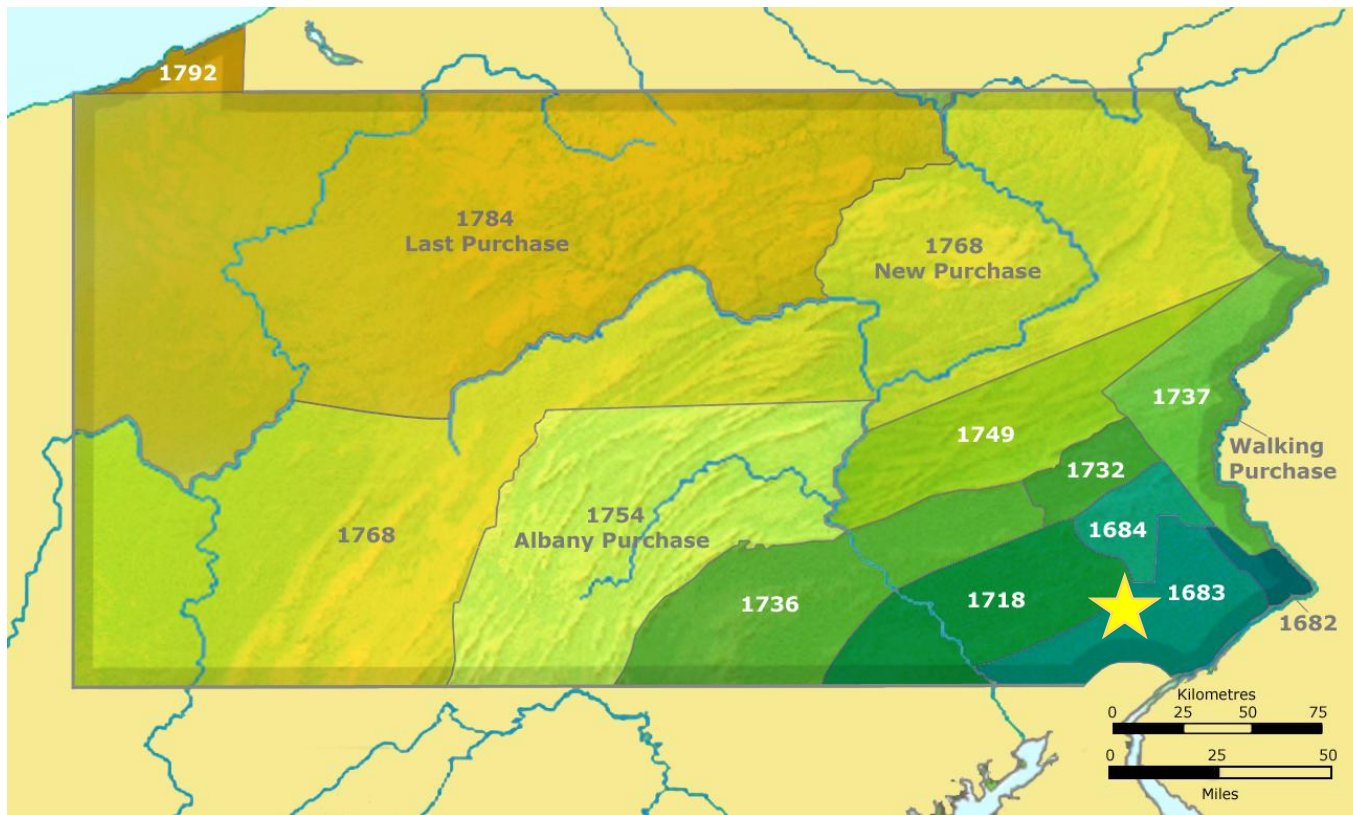 1792
1784
Last Purchase
1768
New Purchase
1737
1749
Walking
Purchase
1732
1754
Albany Purchase
1768
1684
1736
1718
1683
1682
Kilometres
0 25 50 75
0 25 50
Miles